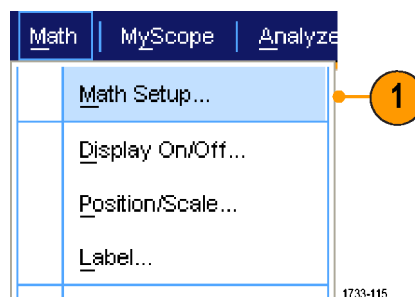 Math MyScope Analyze
Math Setup...
1
Display On/Off...
Position/Scale...
Label...
1733-115